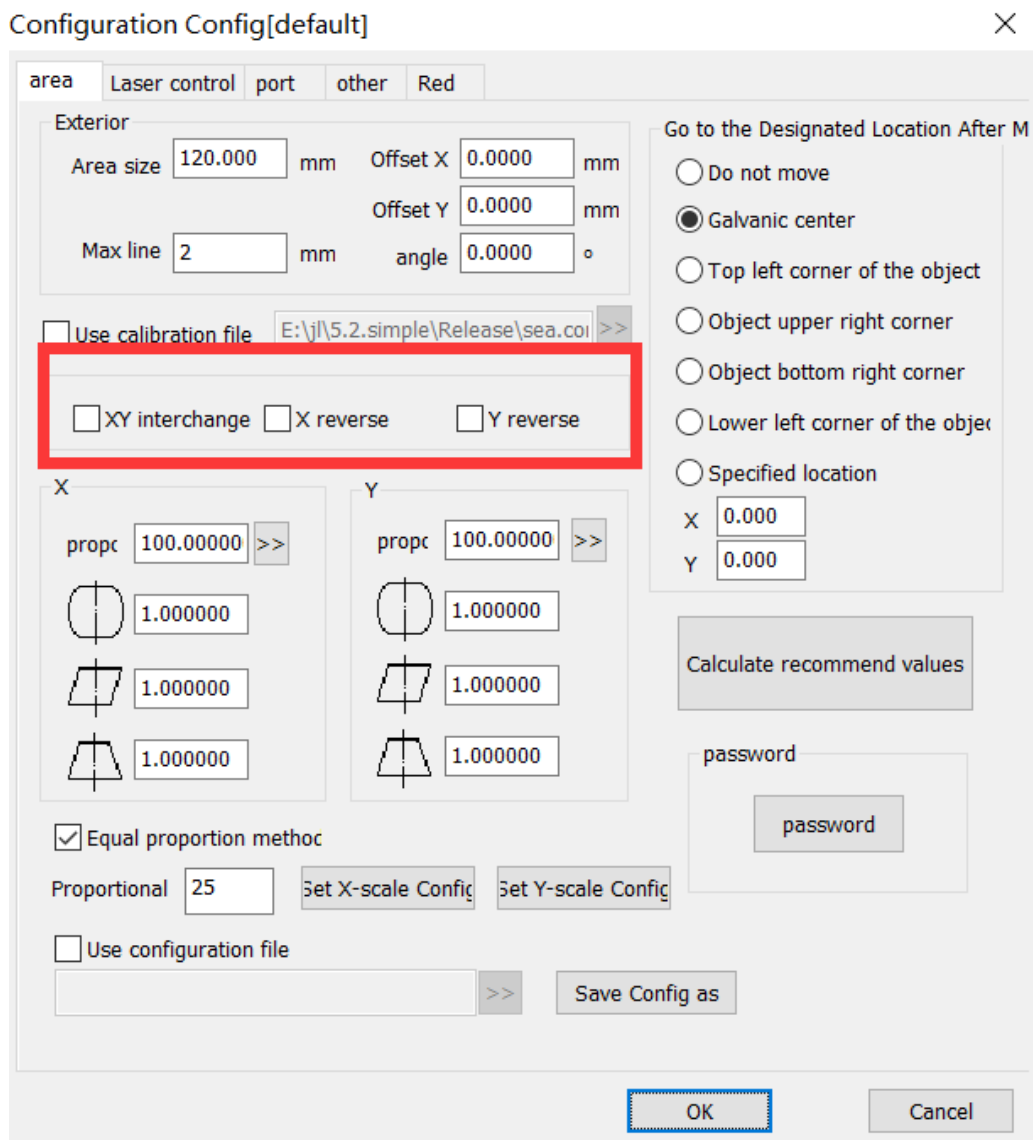 Configuration Config[default]
area Laser control port other Red
Exterior
Area size 120.000 mm Offset X 0.0000 mm
Offset Y 0.0000 mm
Max line 2 mm angle 0.0000 °
Use calibration file E:\jl\5.2.simple\Release\sea.coi >>
XY interchange X reverse Y reverse
X
propc 100.00000 >>
1.000000
1.000000
1.000000
Y
propc 100.00000 >>
1.000000
1.000000
1.000000
Equal proportion methoc
Proportional 25 Set X-scale Config Set Y-scale Config
Use configuration file
>> Save Config as
Go to the Designated Location After M
Do not move
Galvanic center
Top left corner of the object
Object upper right corner
Object bottom right corner
Lower left corner of the objec
Specified location
X 0.000
Y 0.000
Calculate recommend values
password
password
OK Cancel